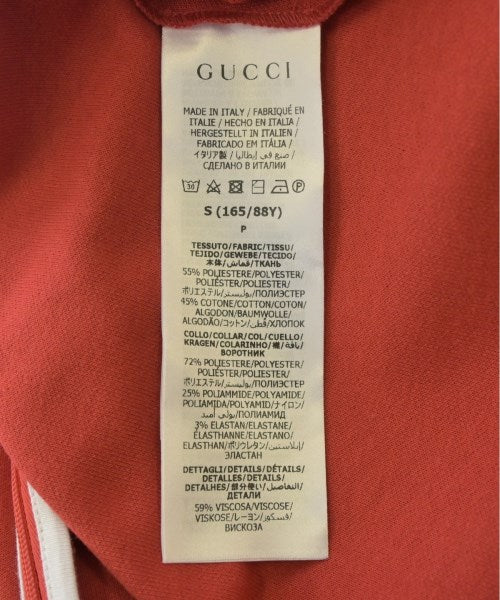 GUCCI
MADE IN ITALY / FABRIQUÉ EN
ITALIE / HECHO EN ITALIA /
HERGESTELLT IN ITALIEN /
FABRICADO EM ITÁLIA /
イタリア製 / صنع في إيطاليا /
СДЕЛАНО В ИТАЛИИ
30 P
S (165/88Y)
P
TESSUTO/FABRIC/TISSU/
TEJIDO/GEWEBE/TECIDO/
本体/قماش/ТКАНЬ
55% POLIESTERE/POLYESTER/
POLIÉSTER/POLYESTER/POLIÉSTER/
ポリエステル/بوليستر/ПОЛИЭСТЕР
45% COTONE/COTTON/COTON/
ALGODON/BAUMWOLLE/
ALGODÃO/コットン/قطن/ХЛОПОК
COLLO/COLLAR/COL/CUELLO/
KRAGEN/COLARINHO/襟/ياقة/
ВОРОТНИК
72% POLIESTERE/POLYESTER/
POLIÉSTER/POLYESTER/POLIÉSTER/
ポリエステル/بوليستر/ПОЛИЭСТЕР
25% POLIAMMIDE/POLYAMIDE/
POLIAMIDA/POLYAMID/ナイロン/
POLIAMIDA/بولي أميد/ПОЛИАМИД
3% ELASTAN/ELASTANE/
ÉLASTHANNE/ELASTANO/
ELASTHAN/ポリウレタン/إيلاستين/
ЭЛАСТАН
DETTAGLI/DETAILS/DÉTAILS/
DETALLES/DETAILS/
DETALHES/部分使い/التفاصيل/
ДЕТАЛИ
59% VISCOSA/VISCOSE/
VISKOSE/レーヨン/فسكوز/
ВИСКОЗА